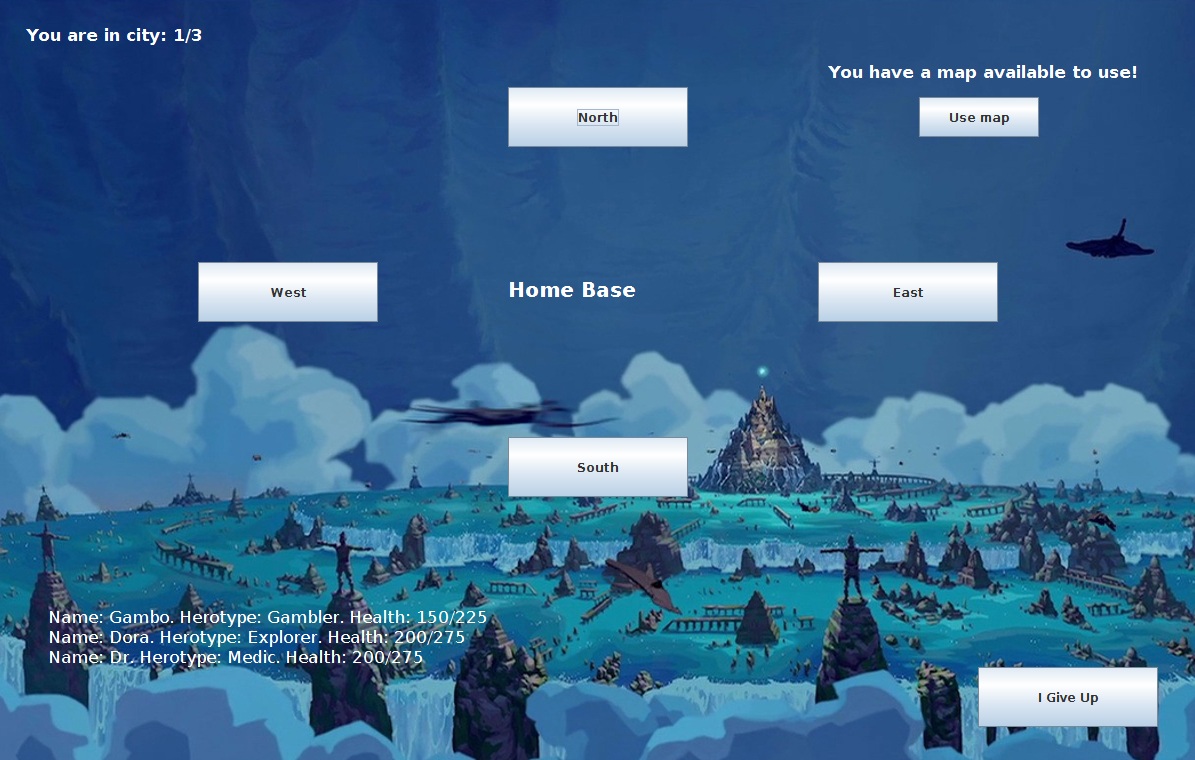 You are in city: 1/3
You have a map available to use!
North
Use map
West
Home Base
East
South
Name: Gambo. Herotype: Gambler. Health: 150/225
Name: Dora. Herotype: Explorer. Health: 200/275
Name: Dr. Herotype: Medic. Health: 200/275
I Give Up